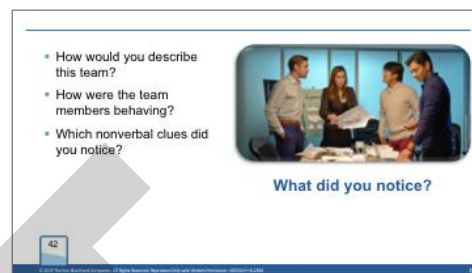 How would you describe
this team?
How were the team
members behaving?
Which nonverbal clues did
you notice?
What did you notice?
42